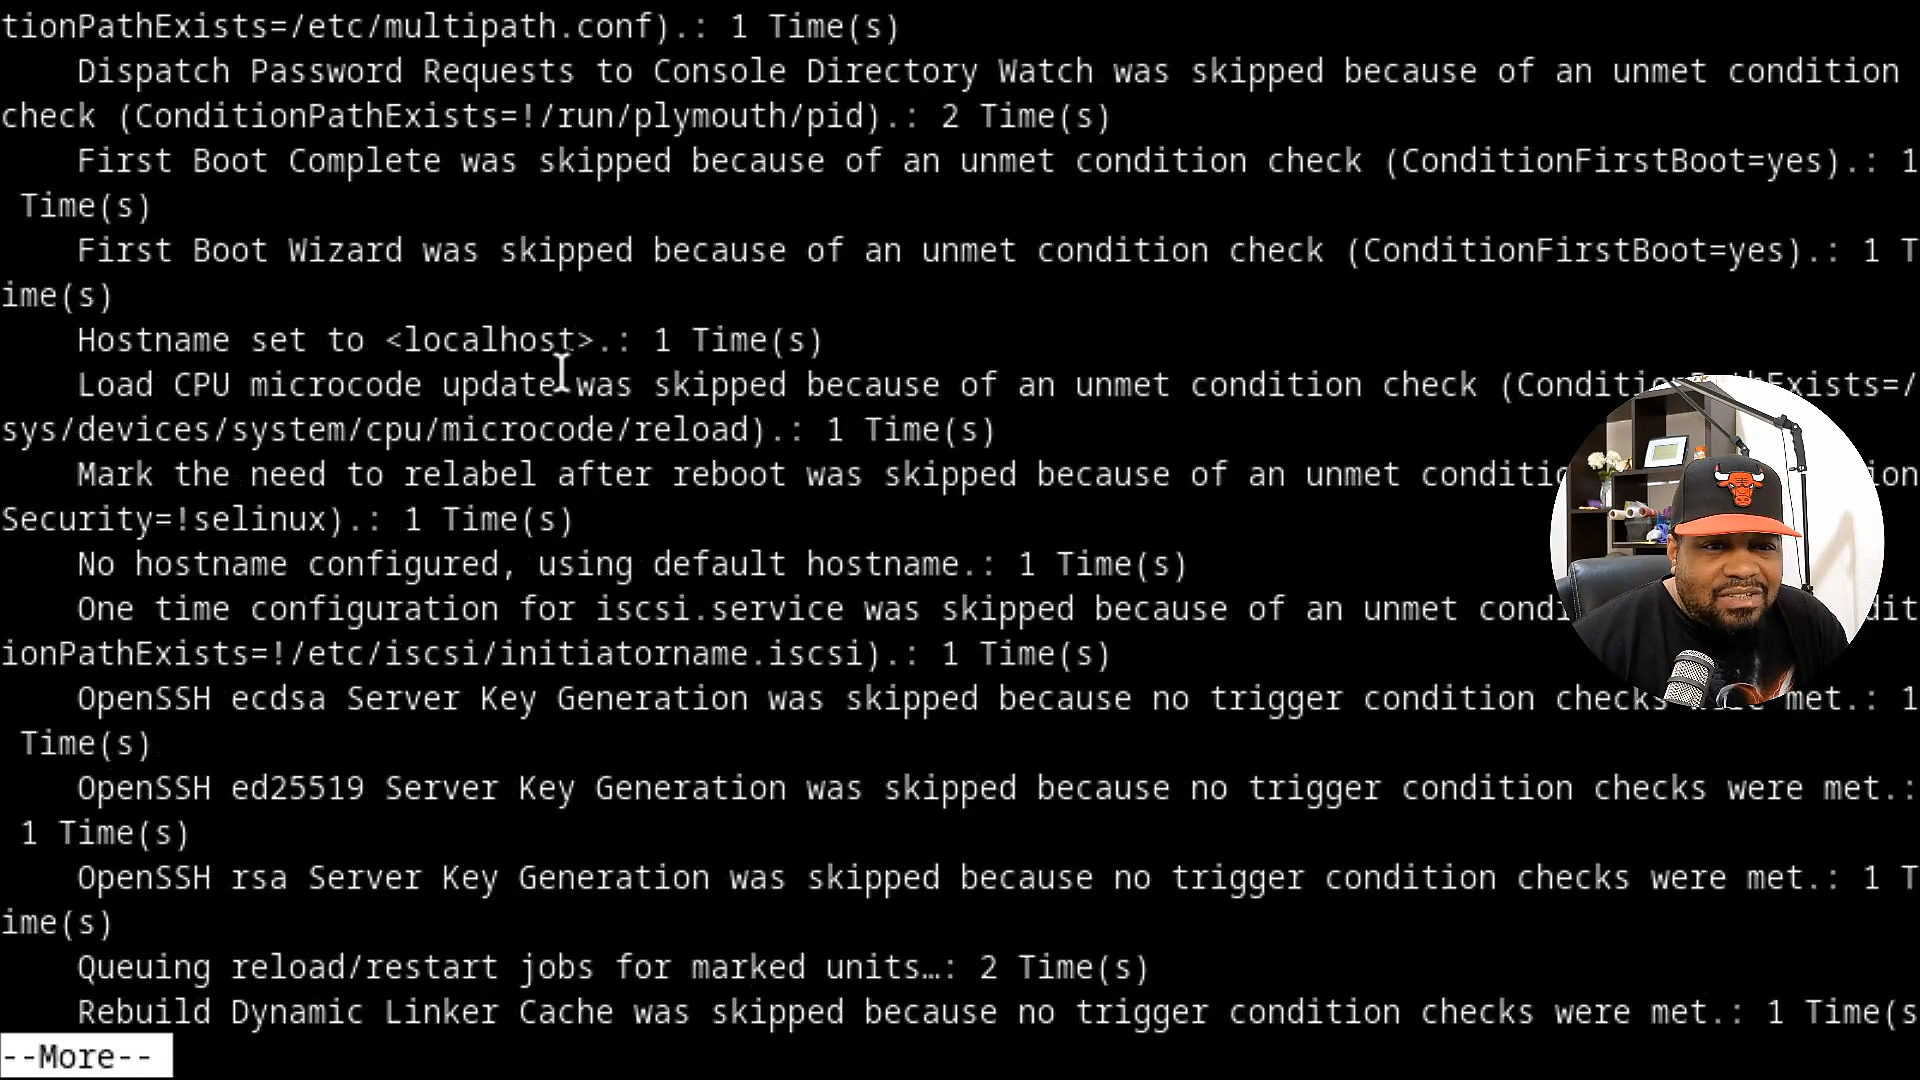 tionPathExists=/etc/multipath.conf).: 1 Time(s)
Dispatch Password Requests to Console Directory Watch was skipped because of an unmet condition
check (ConditionPathExists=!/run/plymouth/pid).: 2 Time(s)
First Boot Complete was skipped because of an unmet condition check (ConditionFirstBoot=yes).: 1
Time(s)
First Boot Wizard was skipped because of an unmet condition check (ConditionFirstBoot=yes).: 1 T
ime(s)
Hostname set to <localhost>.: 1 Time(s)
Load CPU microcode update was skipped because of an unmet condition check (ConditionPathExists=/
sys/devices/system/cpu/microcode/reload).: 1 Time(s)
Mark the need to relabel after reboot was skipped because of an unmet conditio ion
Security=!selinux).: 1 Time(s)
No hostname configured, using default hostname.: 1 Time(s)
One time configuration for iscsi.service was skipped because of an unmet condi dit
ionPathExists=!/etc/iscsi/initiatorname.iscsi).: 1 Time(s)
OpenSSH ecdsa Server Key Generation was skipped because no trigger condition checks were met.: 1
Time(s)
OpenSSH ed25519 Server Key Generation was skipped because no trigger condition checks were met.:
1 Time(s)
OpenSSH rsa Server Key Generation was skipped because no trigger condition checks were met.: 1 T
ime(s)
Queuing reload/restart jobs for marked units…: 2 Time(s)
Rebuild Dynamic Linker Cache was skipped because no trigger condition checks were met.: 1 Time(s
--More--